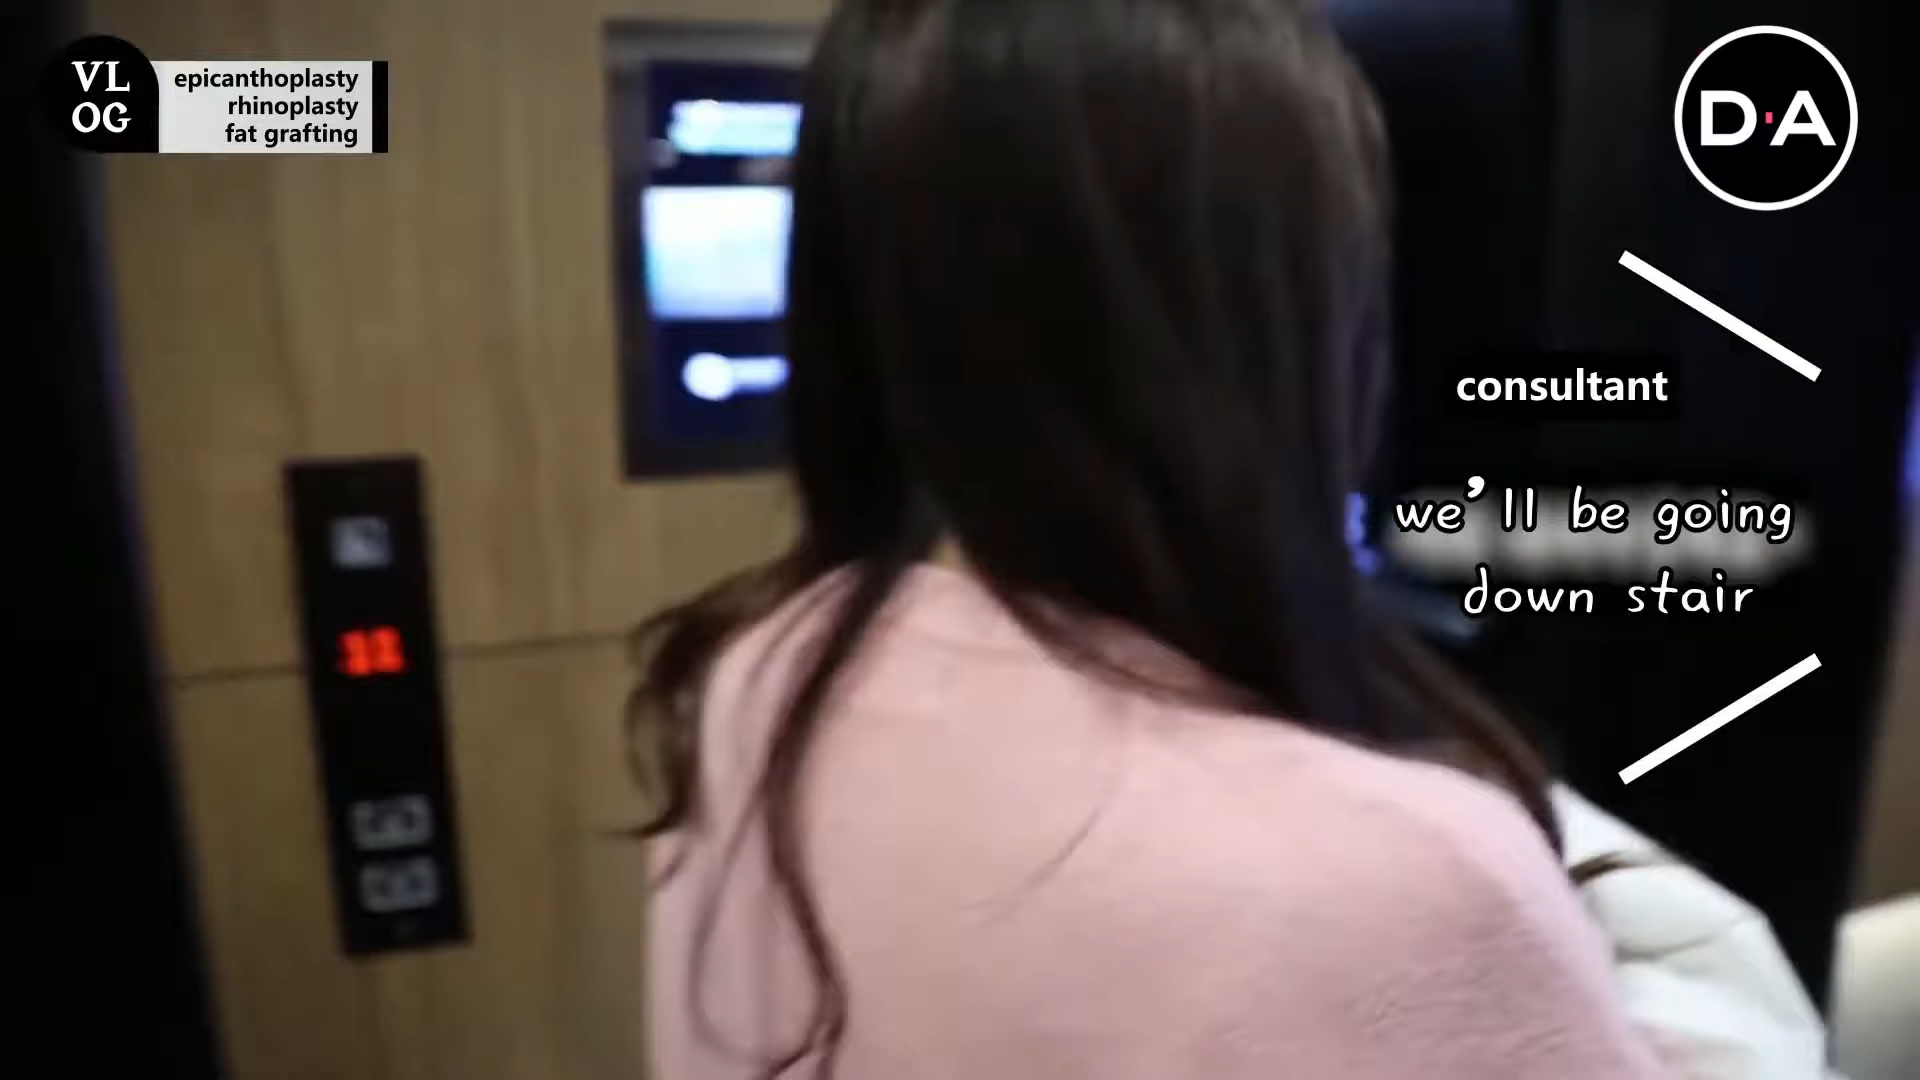 VL
OG
epicanthoplasty
rhinoplasty
fat grafting
D·A
consultant
we'll be going
down stair